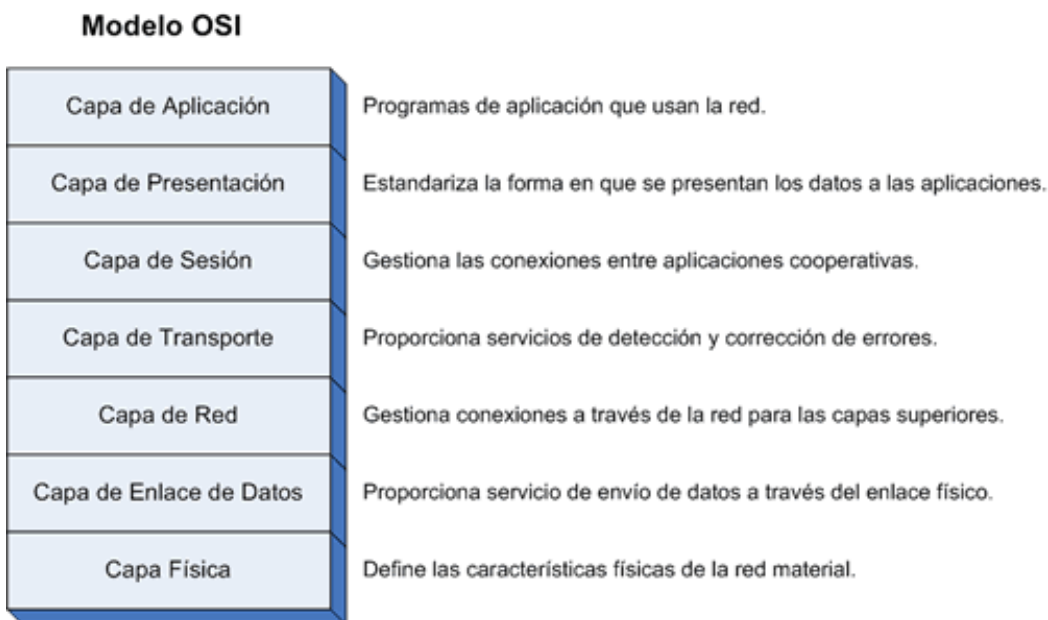 Modelo OSI
Capa de Aplicación
Programas de aplicación que usan la red.
Capa de Presentación
Estandariza la forma en que se presentan los datos a las aplicaciones.
Capa de Sesión
Gestiona las conexiones entre aplicaciones cooperativas.
Capa de Transporte
Proporciona servicios de detección y corrección de errores.
Capa de Red
Gestiona conexiones a través de la red para las capas superiores.
Capa de Enlace de Datos
Proporciona servicio de envío de datos a través del enlace físico.
Capa Física
Define las características físicas de la red material.